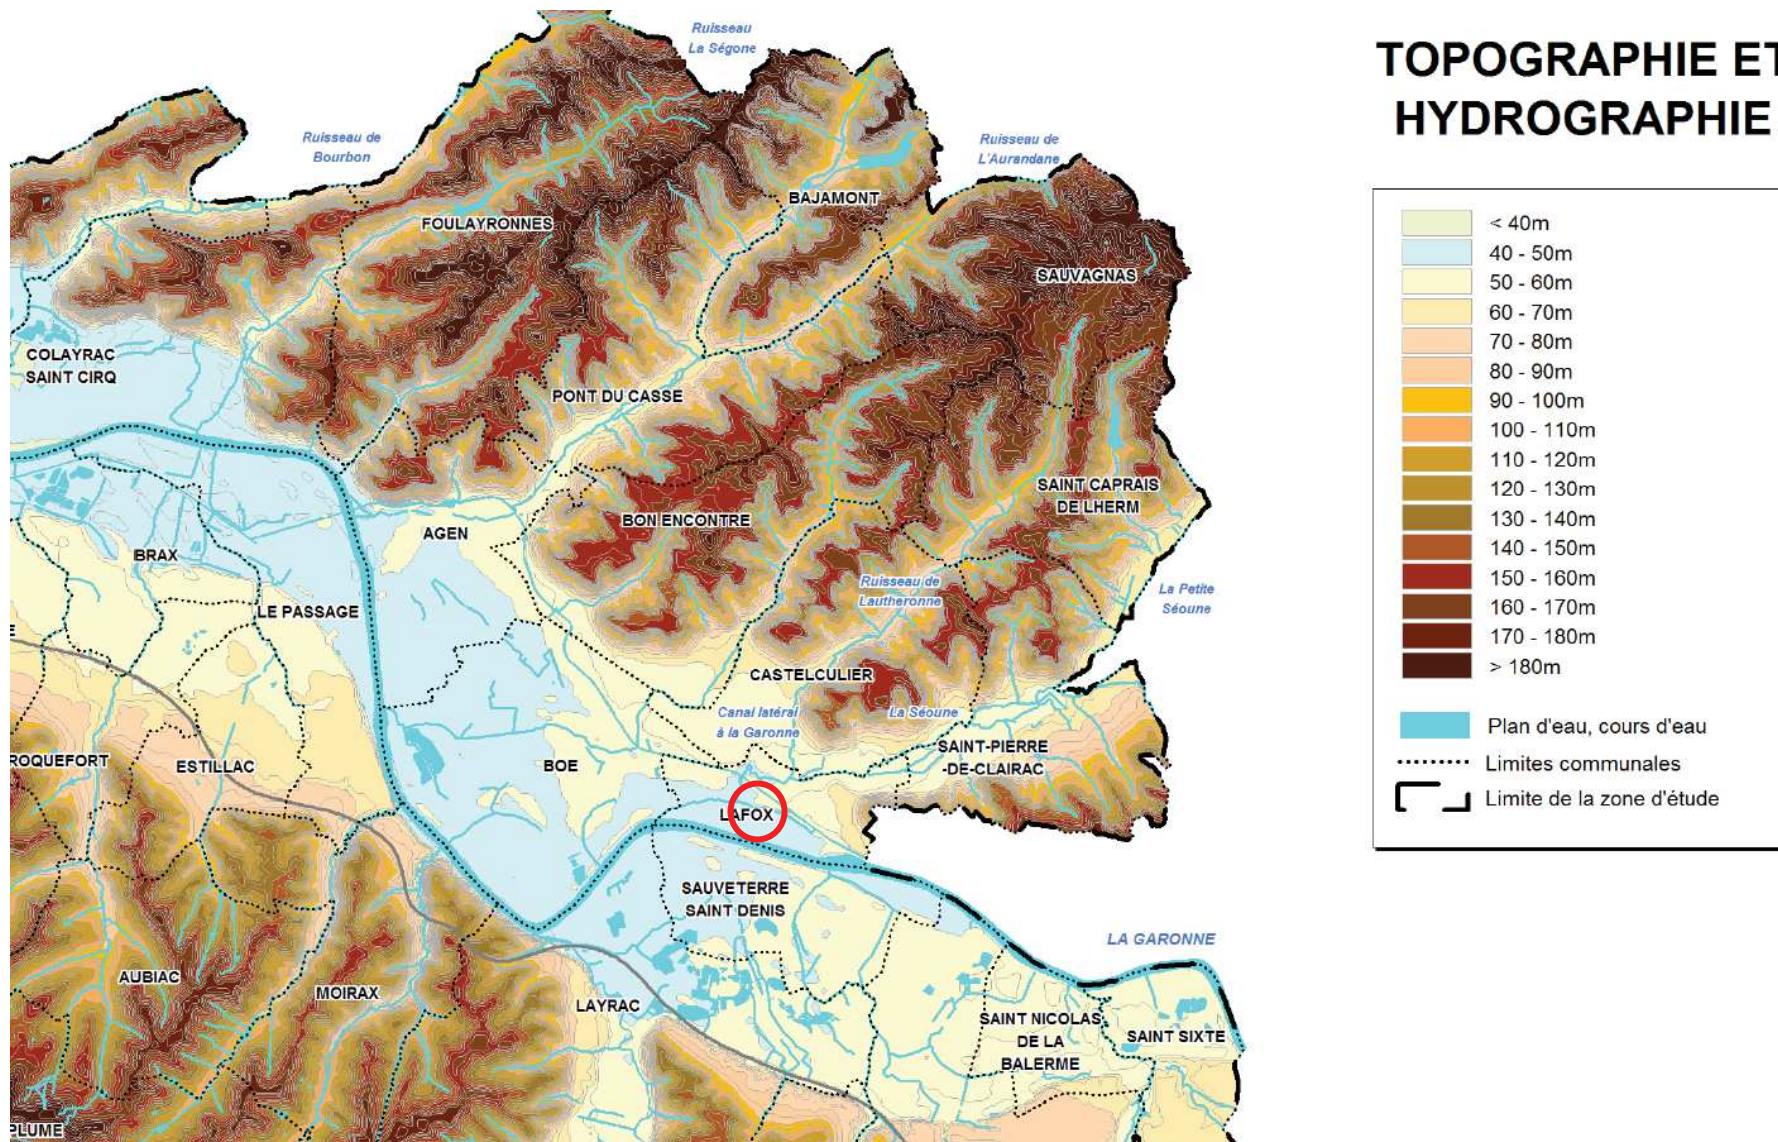 TOPOGRAPHIE ET
HYDROGRAPHIE
Ruisseau
La Ségone
Ruisseau de
Bourbon
Ruisseau de
L'Aurandane
BAJAMONT
FOULAYRONNES
SAUVAGNAS
COLAYRAC
SAINT CIRQ
PONT DU CASSE
SAINT CAPRAIS
DE LHERM
BON ENCONTRE
AGEN
BRAX
Ruisseau de
Lautheronne
La Petite
Séoune
LE PASSAGE
E
CASTELCULIER
Canal latéral
à la Garonne
La Séoune
SAINT-PIERRE
-DE-CLAIRAC
ROQUEFORT
ESTILLAC
BOE
LAFOX
SAUVETERRE
SAINT DENIS
LA GARONNE
AUBIAC
MOIRAX
LAYRAC
SAINT NICOLAS
DE LA
BALERME
SAINT SIXTE
PLUME
< 40m
40 - 50m
50 - 60m
60 - 70m
70 - 80m
80 - 90m
90 - 100m
100 - 110m
110 - 120m
120 - 130m
130 - 140m
140 - 150m
150 - 160m
160 - 170m
170 - 180m
> 180m
Plan d'eau, cours d'eau
Limites communales
Limite de la zone d'étude